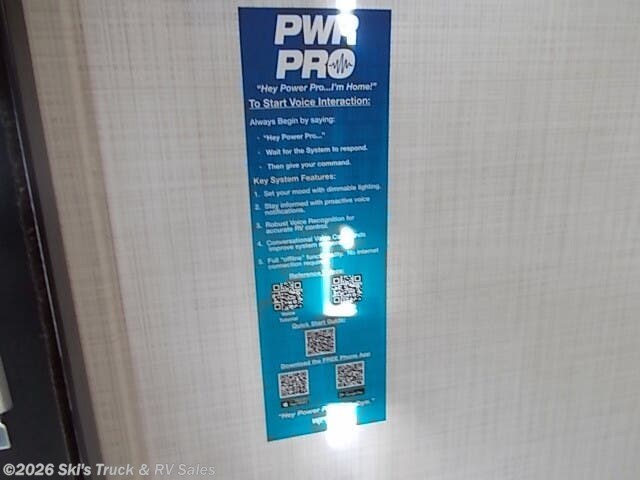 PWR
PRO
"Hey Power Pro...I'm Home!"
To Start Voice Interaction:
Always Begin by saying:
- "Hey Power Pro..."
- Wait for the System to respond.
- Then give your command.
Key System Features:
1. Set your mood with dimmable lighting.
2. Stay informed with proactive voice
notifications.
3. Robust Voice Recognition for
accurate RV control.
4. Conversational
improve system
5. Full "offline" No internet
connection
Reference
Voice
Tutorial
Quick Start Guide:
Download the FREE Phone App
"Hey Power
©2026 Ski's Truck & RV Sales